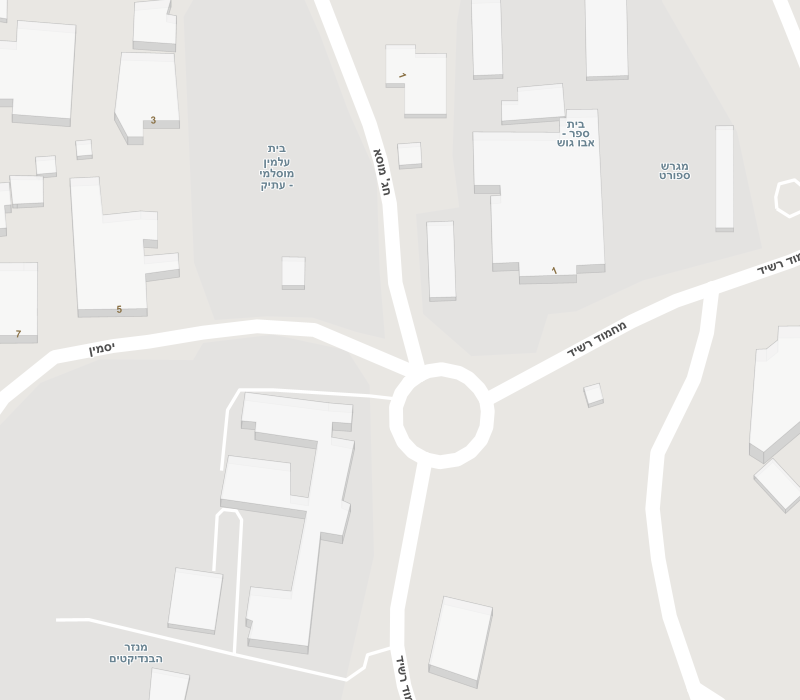 1
3
בית
ספר -
אבו גוש
בית
עלמין
מוסלמי
- עתיק
חג' מוסא
מגרש
ספורט
1
5
7
יסמין
מחמוד רשיד
רשיד
מנזר
הבנדיקטים
רשיד